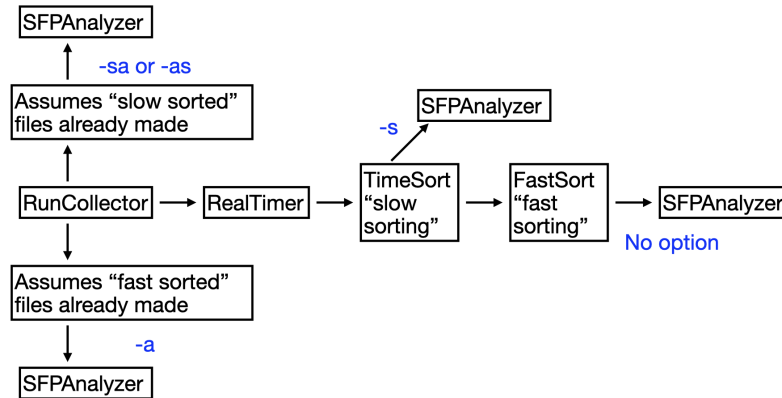 SFPAnalyzer
-sa or -as
Assumes “slow sorted”
files already made
SFPAnalyzer
-s
RunCollector
RealTimer
TimeSort
“slow
sorting”
FastSort
“fast
sorting”
SFPAnalyzer
No option
Assumes “fast sorted”
files already made
-a
SFPAnalyzer